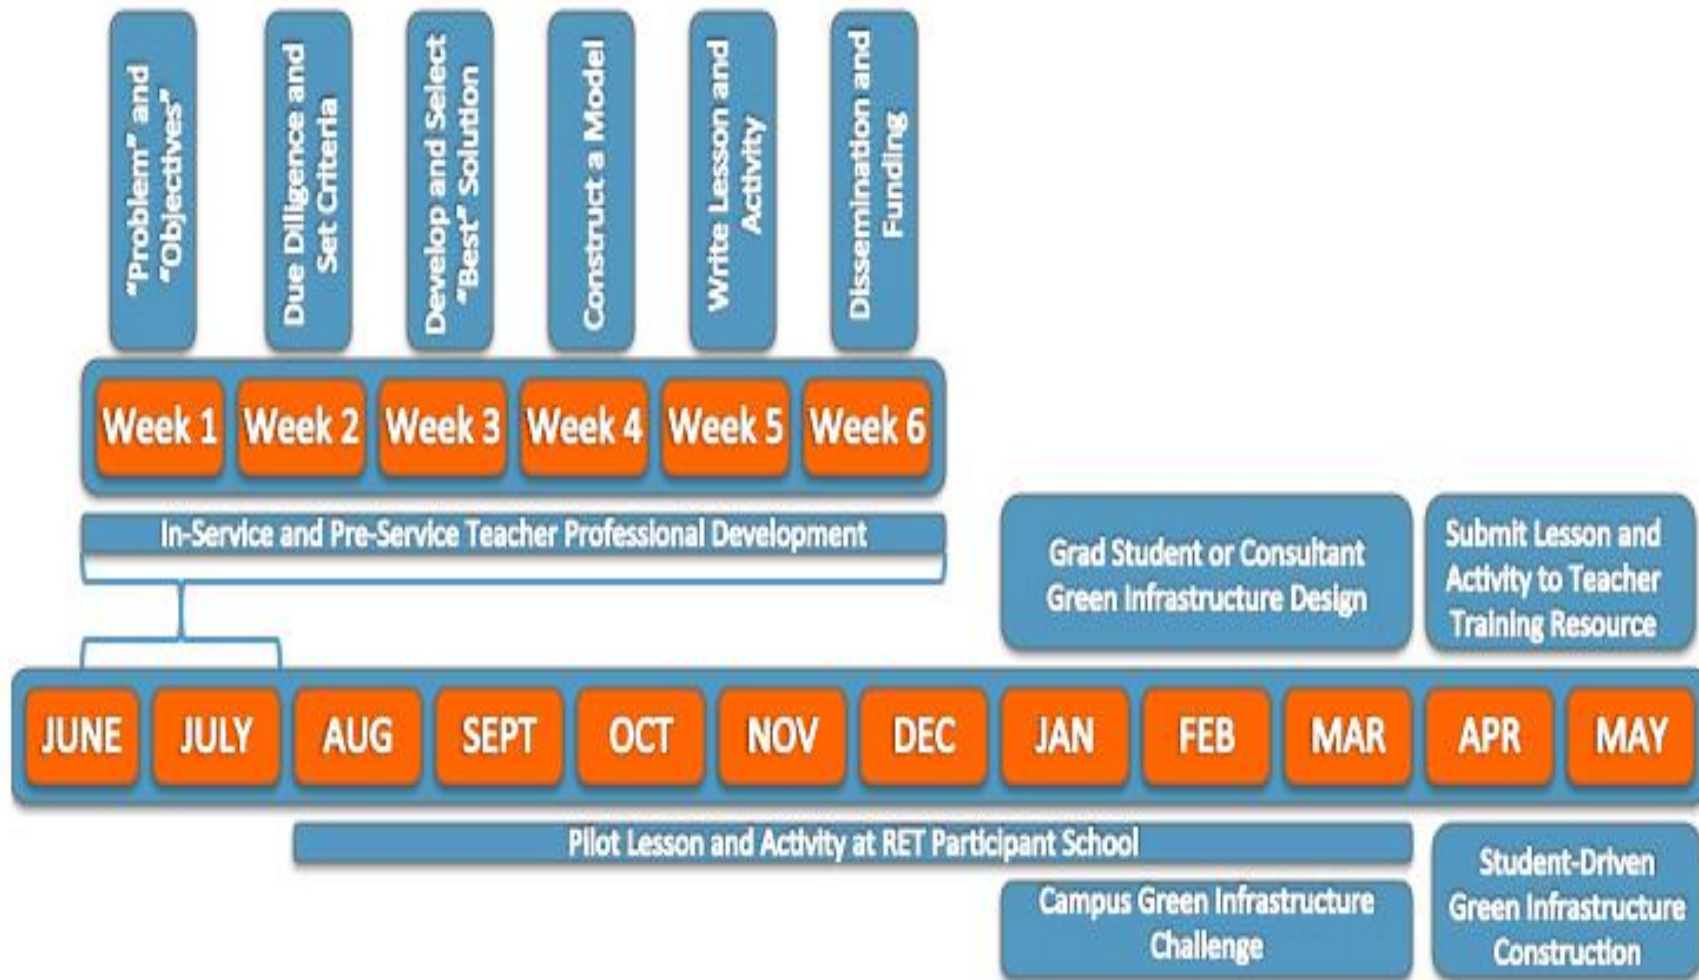 "Problem" and
"Objectives"
Due Diligence and
Set Criteria
Develop and Select
"Best" Solution
Construct a Model
Write Lesson and
Activity
Dissemination and
Funding
Week 1
Week 2
Week 3
Week 4
Week 5
Week 6
In-Service and Pre-Service Teacher Professional Development
Grad Student or Consultant
Green Infrastructure Design
Submit Lesson and
Activity to Teacher
Training Resource
JUNE
JULY
AUG
SEPT
OCT
NOV
DEC
JAN
FEB
MAR
APR
MAY
Pilot Lesson and Activity at RET Participant School
Campus Green Infrastructure
Challenge
Student-Driven
Green Infrastructure
Construction